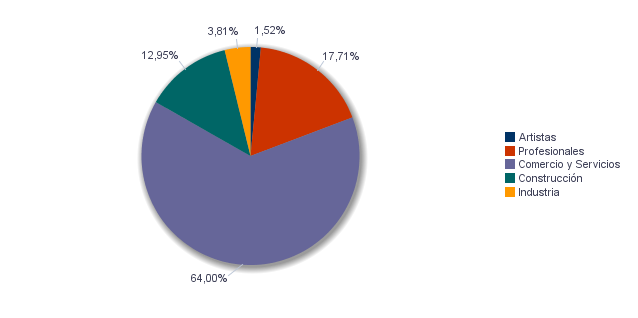 3,81%
1,52%
12,95%
17,71%
64,00%
Artistas
Profesionales
Comercio y Servicios
Construcción
Industria